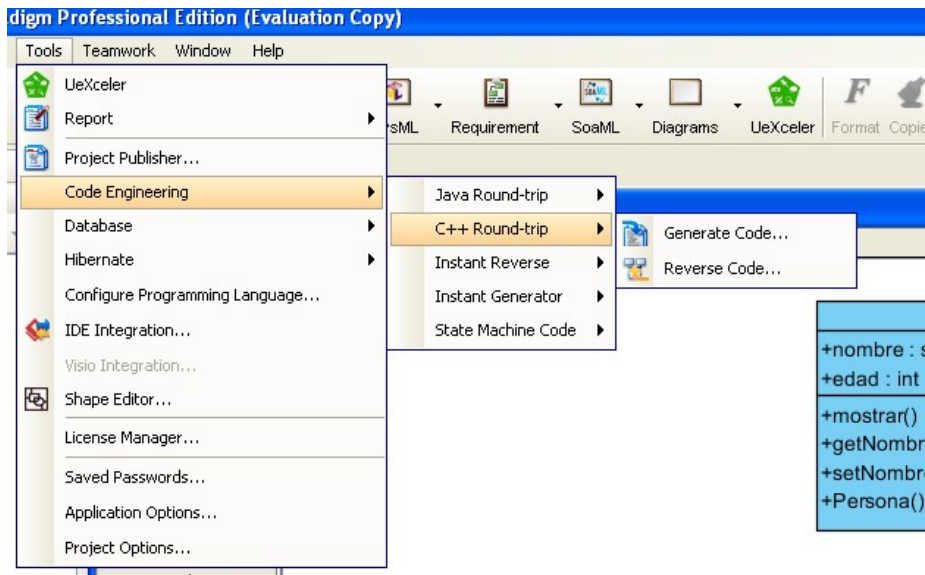 digm Professional Edition (Evaluation Copy)
Tools Teamwork Window Help
UeXceler
Report
Project Publisher...
Code Engineering
Database
Hibernate
Configure Programming Language...
IDE Integration...
Visio Integration...
Shape Editor...
License Manager...
Saved Passwords...
Application Options...
Project Options...
sML Requirement SoaML Diagrams UeXceler Format Copie
Java Round-trip
C++ Round-trip
Instant Reverse
Instant Generator
State Machine Code
Generate Code...
Reverse Code...
+nombre : s
+edad : int
+mostrar()
+getNombr
+setNombre
+Persona()